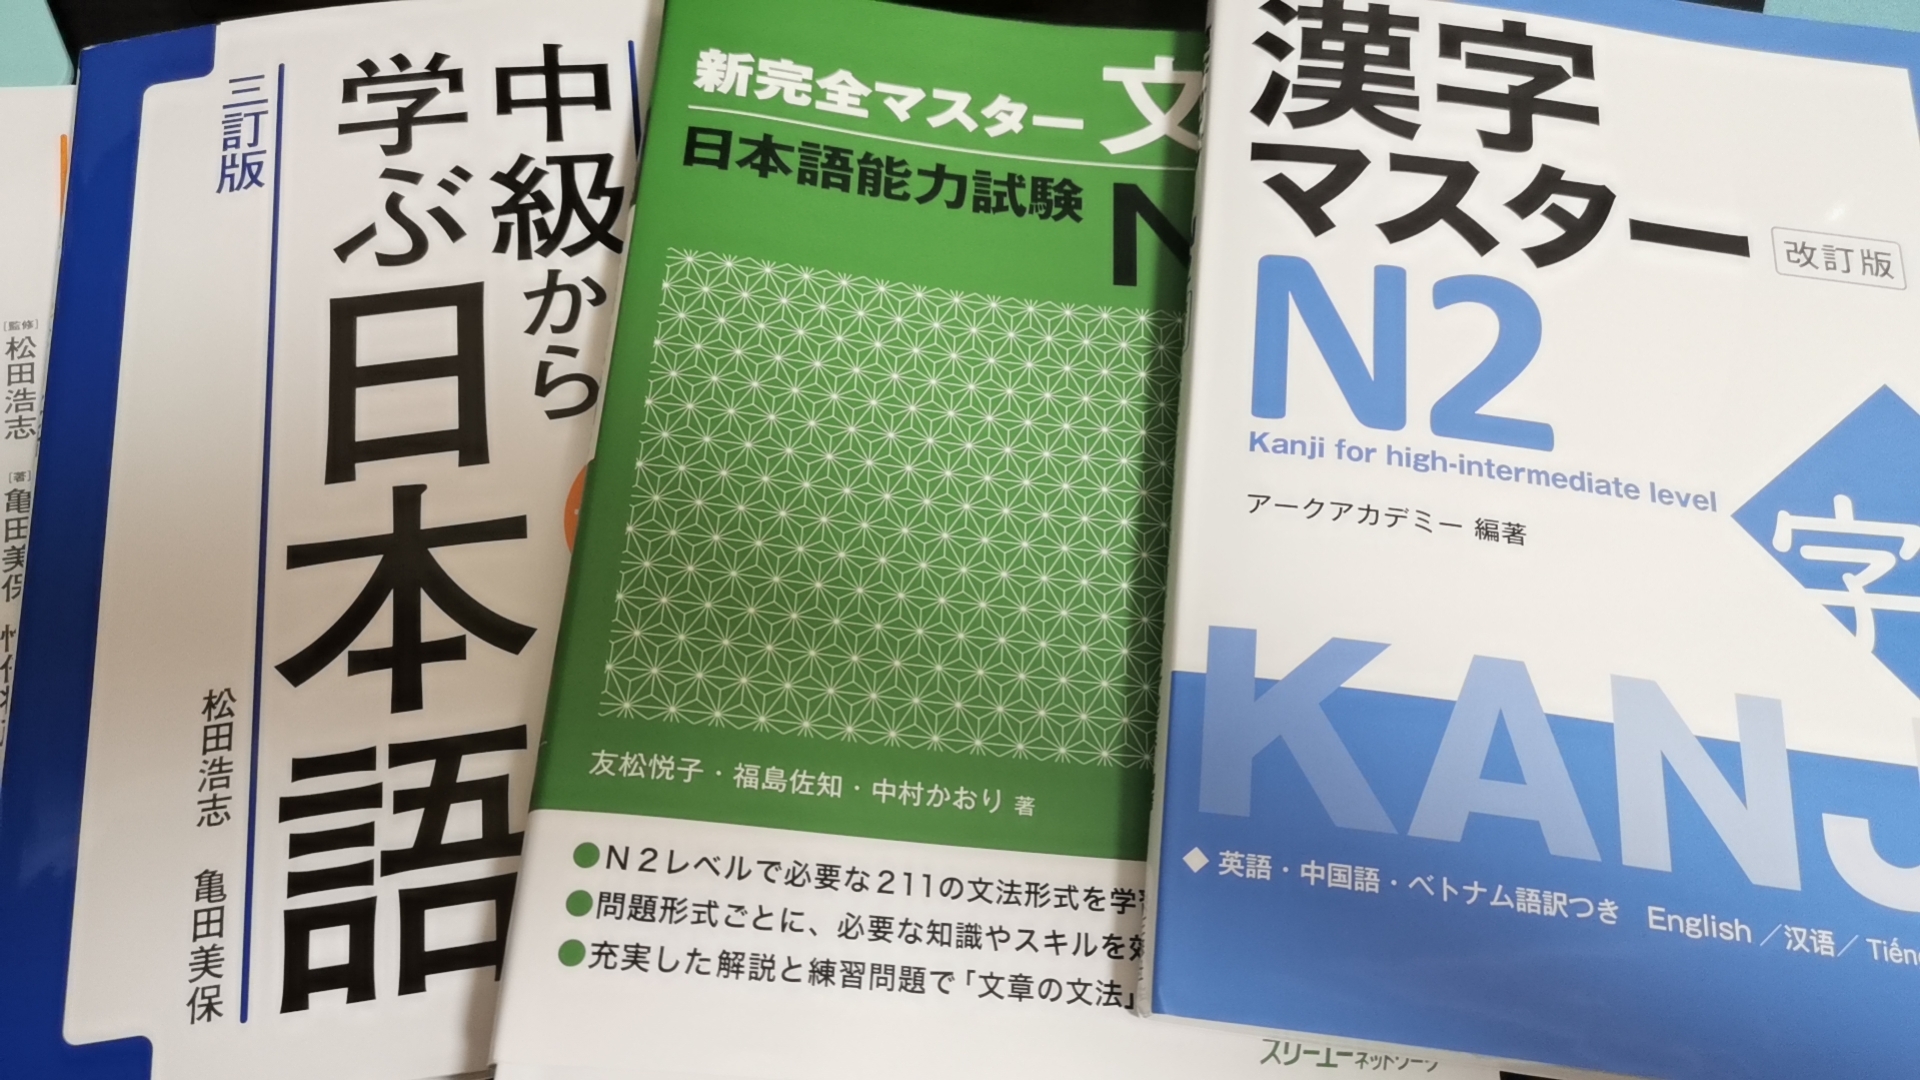 [監修]
松田浩志
[著]
亀田美保
中級から
学ぶ
日本語
三訂版
松田浩志 亀田美保
新完全マスター 文
日本語能力試験 N
友松悦子・福島佐知・中村かおり 著
●N2レベルで必要な211の文法形式を学
●問題形式ごとに、必要な知識やスキルを効
●充実した解説と練習問題で「文章の文法」
スリーエーネットワーク
漢字
マスター
改訂版
N2
Kanji for high-intermediate level
アークアカデミー 編著
字
KANJ
◆ 英語・中国語・ベトナム語訳つき English／汉语／Tiến